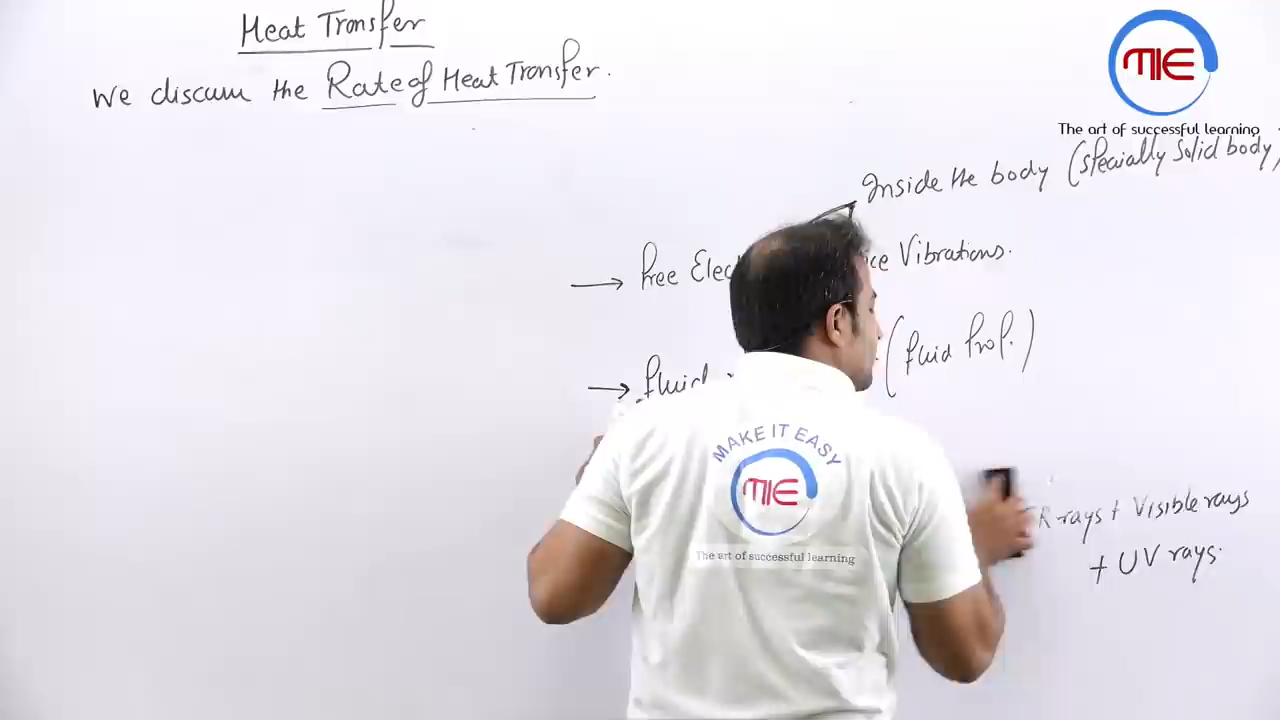 Heat Transfer
We discuss the Rate of Heat Transfer.
MIE
The art of successful learning
Inside the body (specially Solid body)
→ Free Elec Vibrations.
→ fluid (fluid Prop.)
MAKE IT EASY
MIE
The art of successful learning
R rays + Visible rays
+ UV rays.